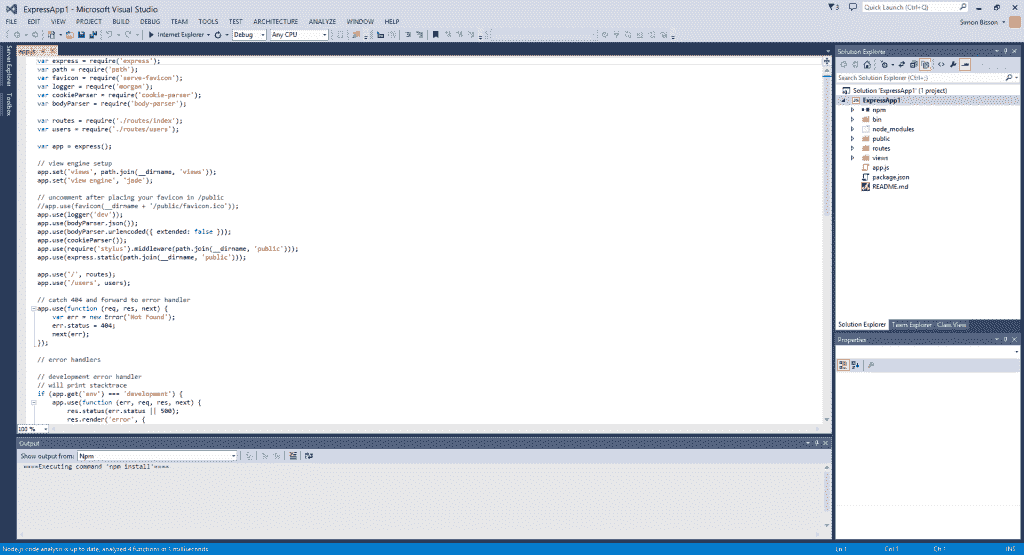 ExpressApp1 - Microsoft Visual Studio
3
Quick Launch (Ctrl+Q)
FILE EDIT VIEW PROJECT BUILD DEBUG TEAM TOOLS TEST ARCHITECTURE ANALYZE WINDOW HELP
Simon Bisson
Internet Explorer Debug Any CPU
Server Explorer
Toolbox
app.js
var express = require('express');
var path = require('path');
var favicon = require('serve-favicon');
var logger = require('morgan');
var cookieParser = require('cookie-parser');
var bodyParser = require('body-parser');
var routes = require('./routes/index');
var users = require('./routes/users');
var app = express();
// view engine setup
app.set('views', path.join(__dirname, 'views'));
app.set('view engine', 'jade');
// uncomment after placing your favicon in /public
//app.use(favicon(__dirname + '/public/favicon.ico'));
app.use(logger('dev'));
app.use(bodyParser.json());
app.use(bodyParser.urlencoded({ extended: false }));
app.use(cookieParser());
app.use(require('stylus').middleware(path.join(__dirname, 'public')));
app.use(express.static(path.join(__dirname, 'public')));
app.use('/', routes);
app.use('/users', users);
// catch 404 and forward to error handler
app.use(function (req, res, next) {
var err = new Error('Not Found');
err.status = 404;
next(err);
});
// error handlers
// development error handler
// will print stacktrace
if (app.get('env') === 'development') {
app.use(function (err, req, res, next) {
res.status(err.status || 500);
res.render('error', {
100 %
Solution Explorer
Search Solution Explorer (Ctrl+;)
Solution 'ExpressApp1' (1 project)
ExpressApp1
npm
bin
node_modules
public
routes
views
app.js
package.json
README.md
Solution Explorer Team Explorer Class View
Properties
Output
Show output from: Npm
====Executing command 'npm install'====
Node.js code analysis is up to date, analyzed 4 functions in 1 milliseconds
Ln 1 Col 1 Ch 1 INS